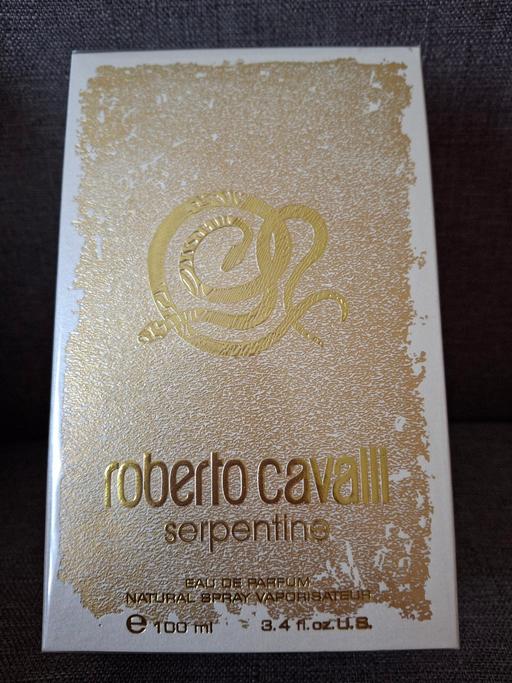 roberto cavalli
serpentine
EAU DE PARFUM
NATURAL SPRAY VAPORISATEUR
e 100 ml 3.4 fl.oz.U.S.